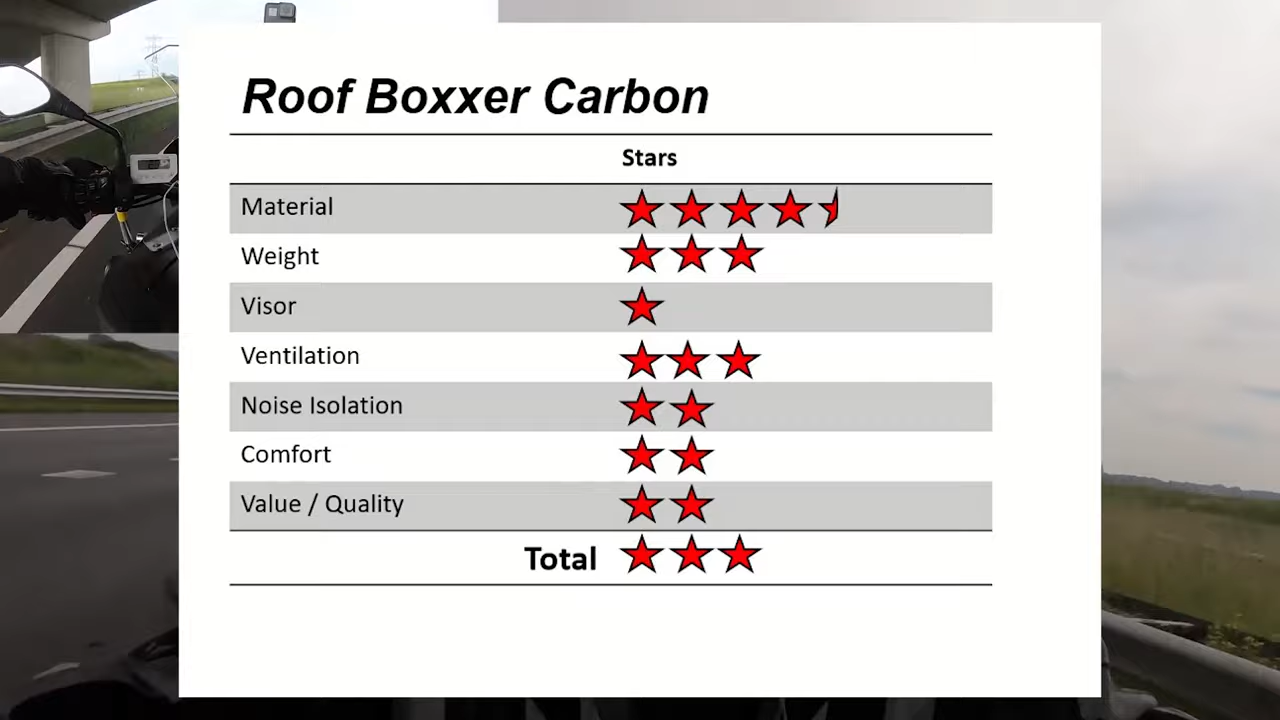 Roof Boxxer Carbon
Stars
Material
Weight
Visor
Ventilation
Noise Isolation
Comfort
Value / Quality
Total